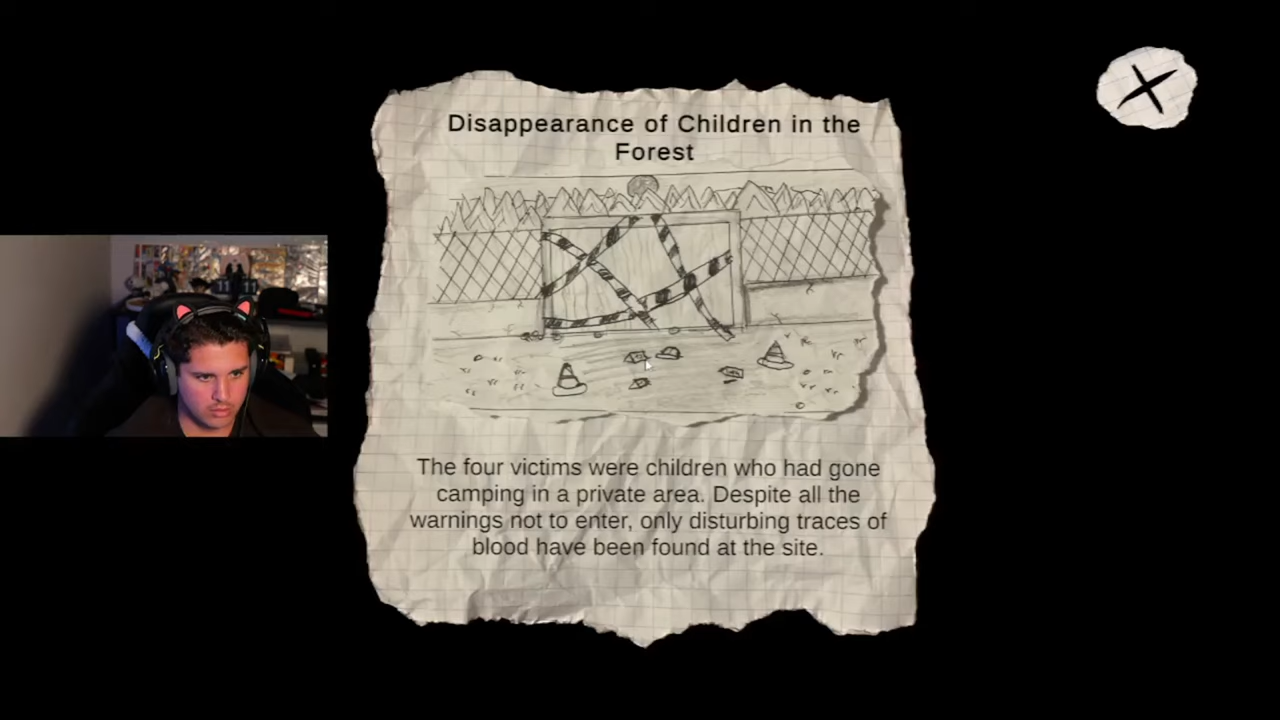 Disappearance of Children in the
Forest
The four victims were children who had gone
camping in a private area. Despite all the
warnings not to enter, only disturbing traces of
blood have been found at the site.